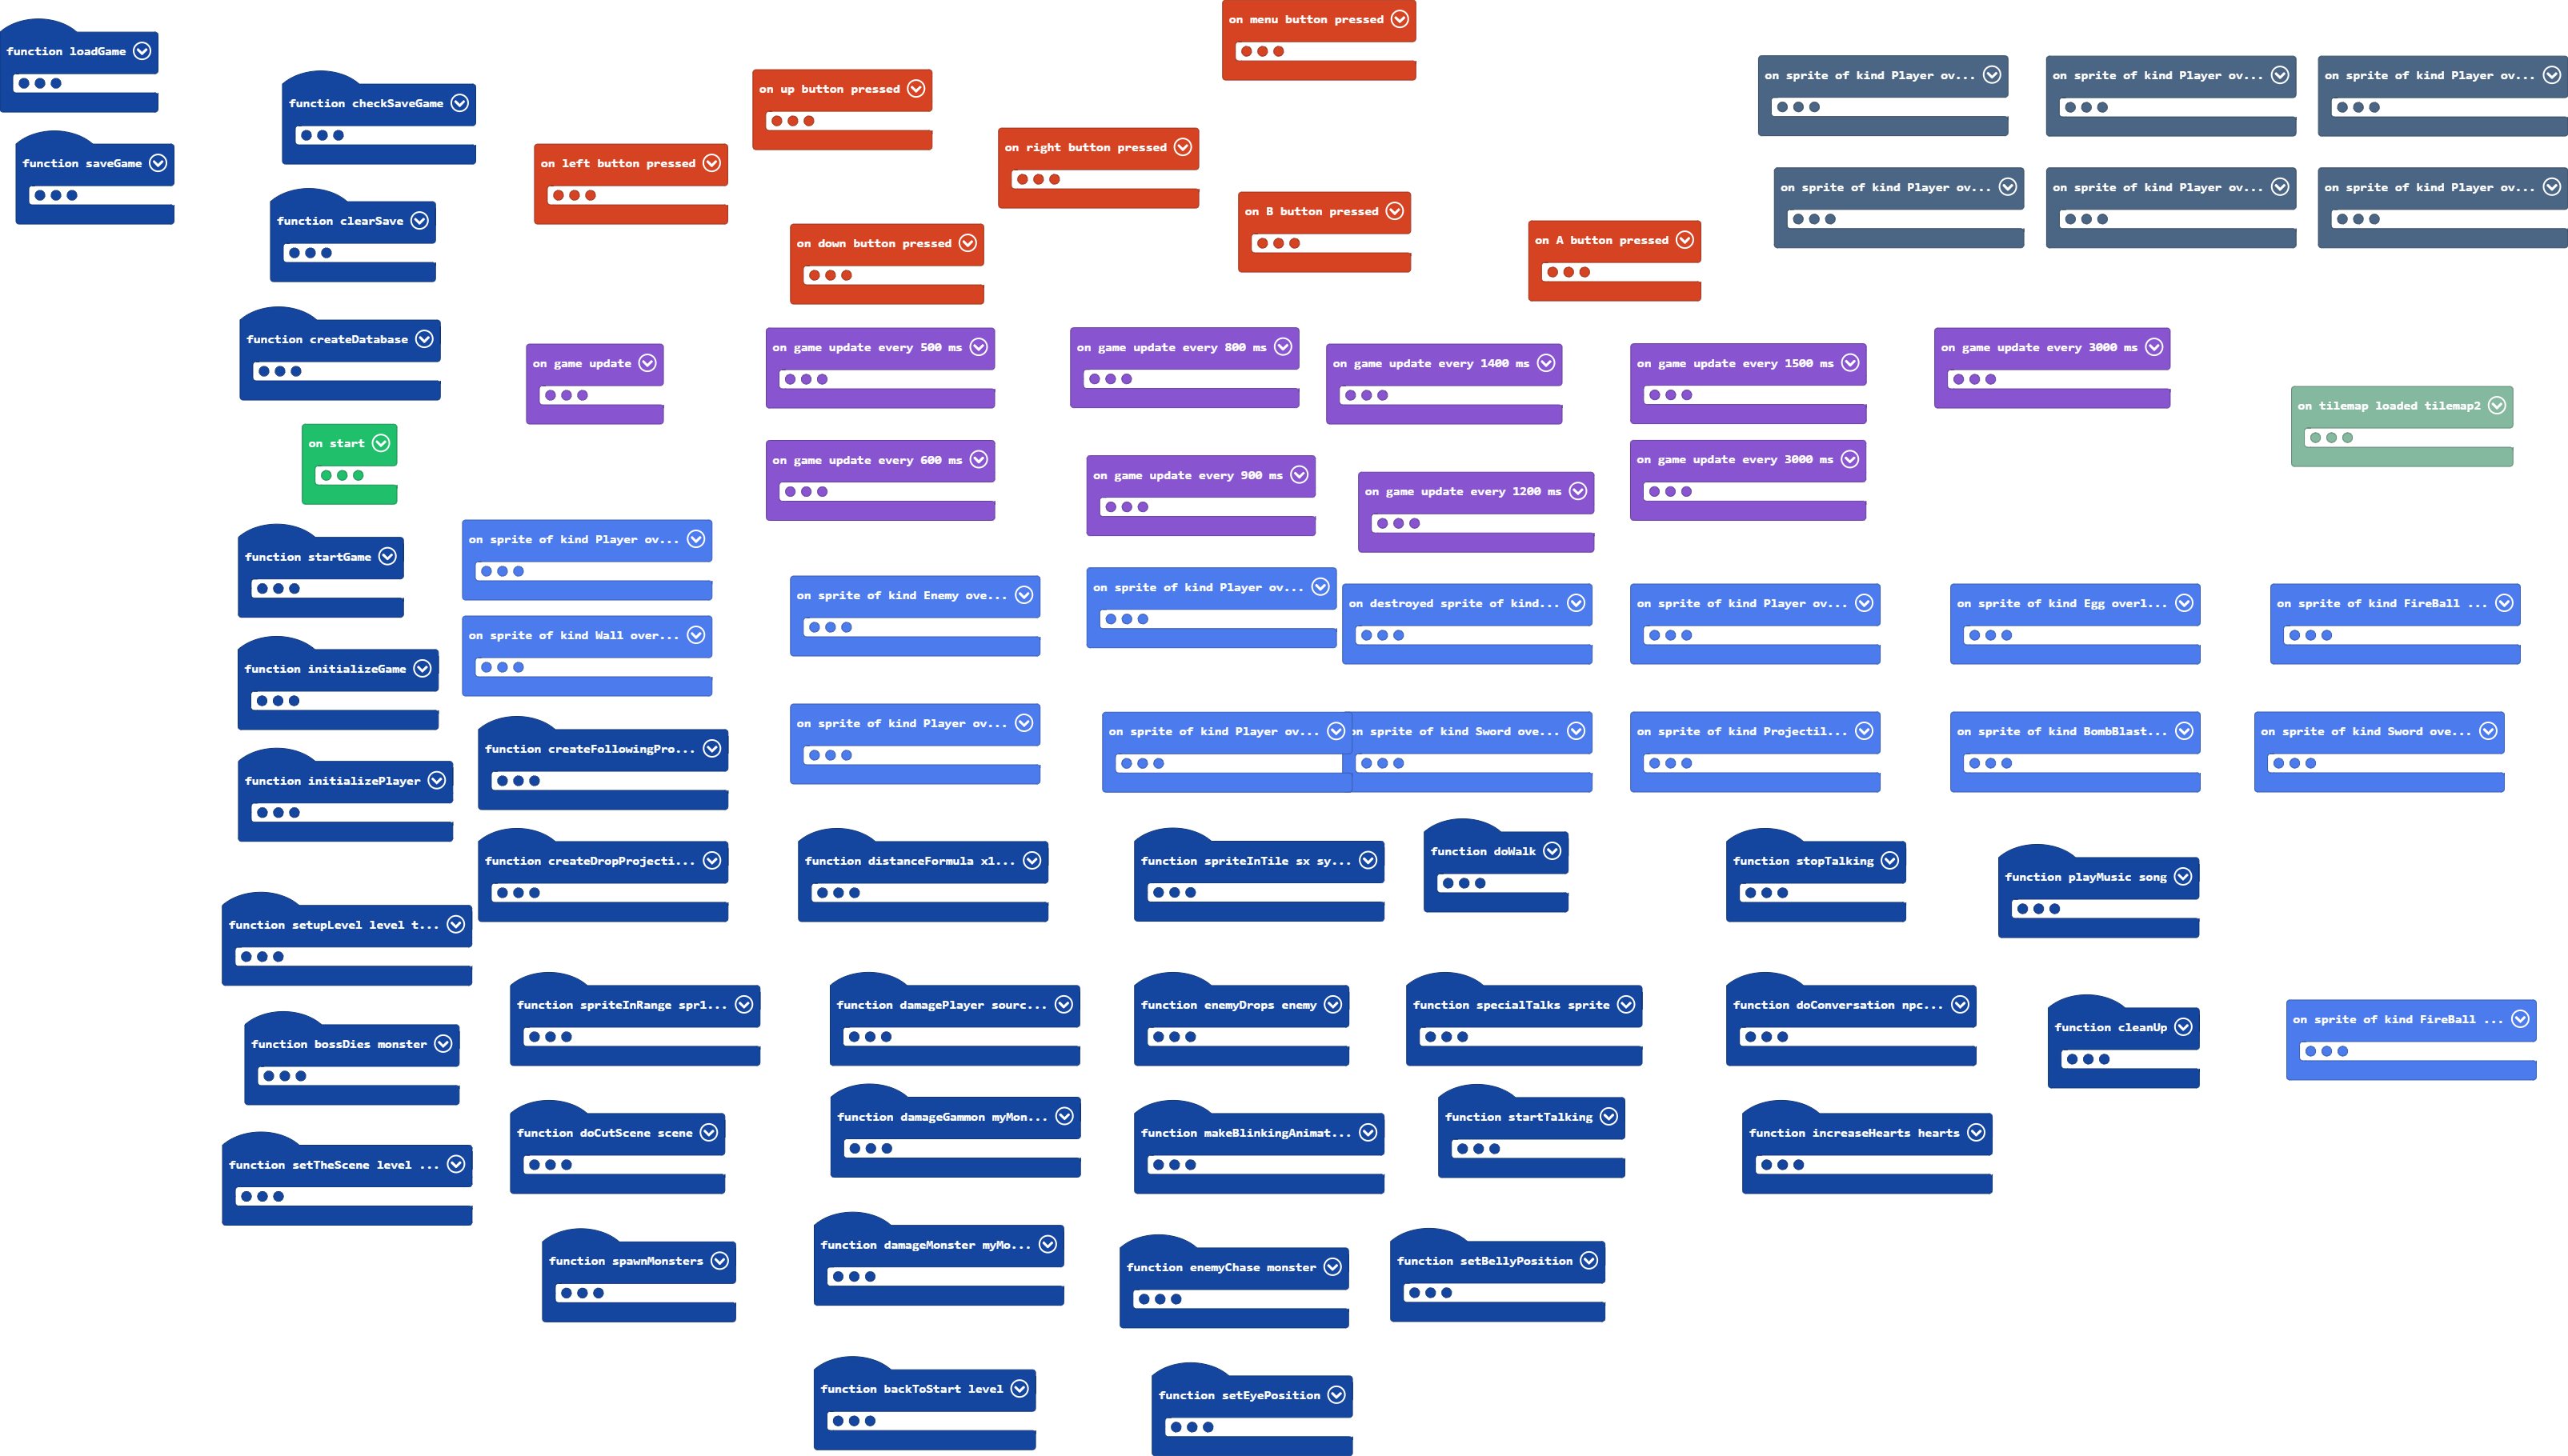 on menu button pressed
function loadGame
on sprite of kind Player ov...
on sprite of kind Player ov...
on sprite of kind Player ov...
on up button pressed
function checkSaveGame
on right button pressed
function saveGame
on left button pressed
on sprite of kind Player ov...
on sprite of kind Player ov...
on sprite of kind Player ov...
on B button pressed
function clearSave
on down button pressed
on A button pressed
function createDatabase
on game update every 500 ms
on game update every 800 ms
on game update every 3000 ms
on game update
on game update every 1400 ms
on game update every 1500 ms
on tilemap loaded tilemap2
on start
on game update every 600 ms
on game update every 3000 ms
on game update every 900 ms
on game update every 1200 ms
on sprite of kind Player ov...
function startGame
on sprite of kind Enemy ove...
on sprite of kind Player ov...
on destroyed sprite of kind...
on sprite of kind Player ov...
on sprite of kind Egg overl...
on sprite of kind FireBall ...
on sprite of kind Wall over...
function initializeGame
on sprite of kind Player ov...
on sprite of kind Player ov...
on sprite of kind Sword ove...
on sprite of kind Projectil...
on sprite of kind BombBlast...
on sprite of kind Sword ove...
function createFollowingPro...
function initializePlayer
function createDropProjecti...
function distanceFormula x1...
function spriteInTile sx sy...
function doWalk
function stopTalking
function playMusic song
function setupLevel level t...
function spriteInRange spr1...
function damagePlayer sourc...
function enemyDrops enemy
function specialTalks sprite
function doConversation npc...
function cleanUp
on sprite of kind FireBall ...
function bossDies monster
function doCutScene scene
function damageGammon myMon...
function makeBlinkingAnimat...
function startTalking
function increaseHearts hearts
function setTheScene level ...
function spawnMonsters
function damageMonster myMo...
function enemyChase monster
function setBellyPosition
function backToStart level
function setEyePosition